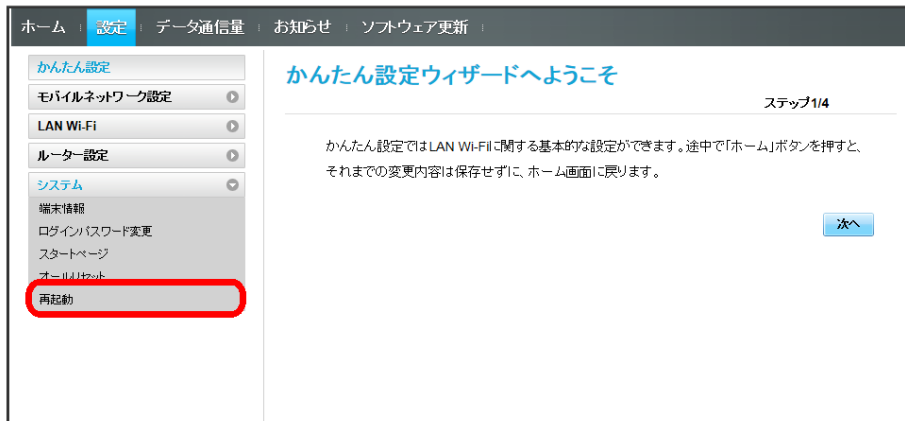 ホーム 設定 データ通信量 お知らせ ソフトウェア更新
かんたん設定
モバイルネットワーク設定
LAN Wi-Fi
ルーター設定
システム
端末情報
ログインパスワード変更
スタートページ
オールリセット
再起動
かんたん設定ウィザードへようこそ
ステップ1/4
かんたん設定ではLAN Wi-Fiに関する基本的な設定ができます。途中で「ホーム」ボタンを押すと、
それまでの変更内容は保存せずに、ホーム画面に戻ります。
次へ